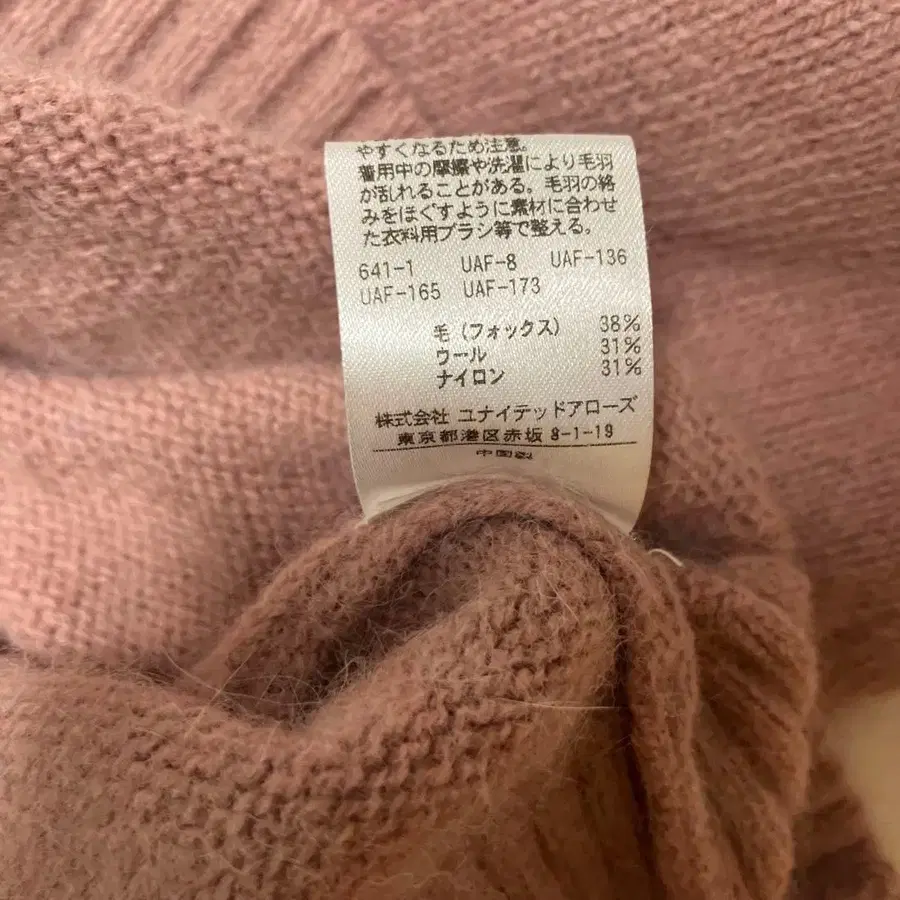 やすくなるため注意。
着用中の摩擦や洗濯により毛羽
が乱れることがある。毛羽の絡
みをほぐすように素材に合わせ
た衣料用ブラシ等で整える。
641-1 UAF-8 UAF-136
UAF-165 UAF-173
毛(フォックス) 38%
ウール 31%
ナイロン 31%
株式会社 ユナイテッドアローズ
東京都港区赤坂 8-1-19
中国製